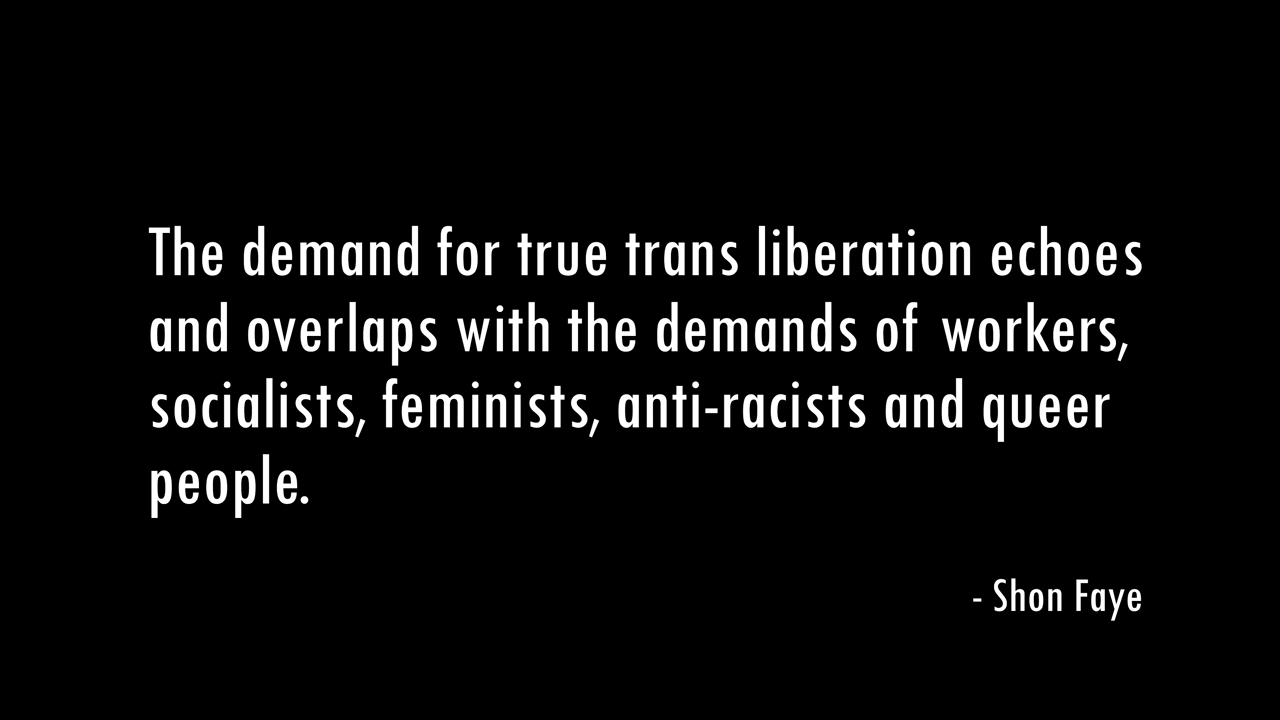 The demand for true trans liberation echoes
and overlaps with the demands of workers,
socialists, feminists, anti-racists and queer
people.
- Shon Faye